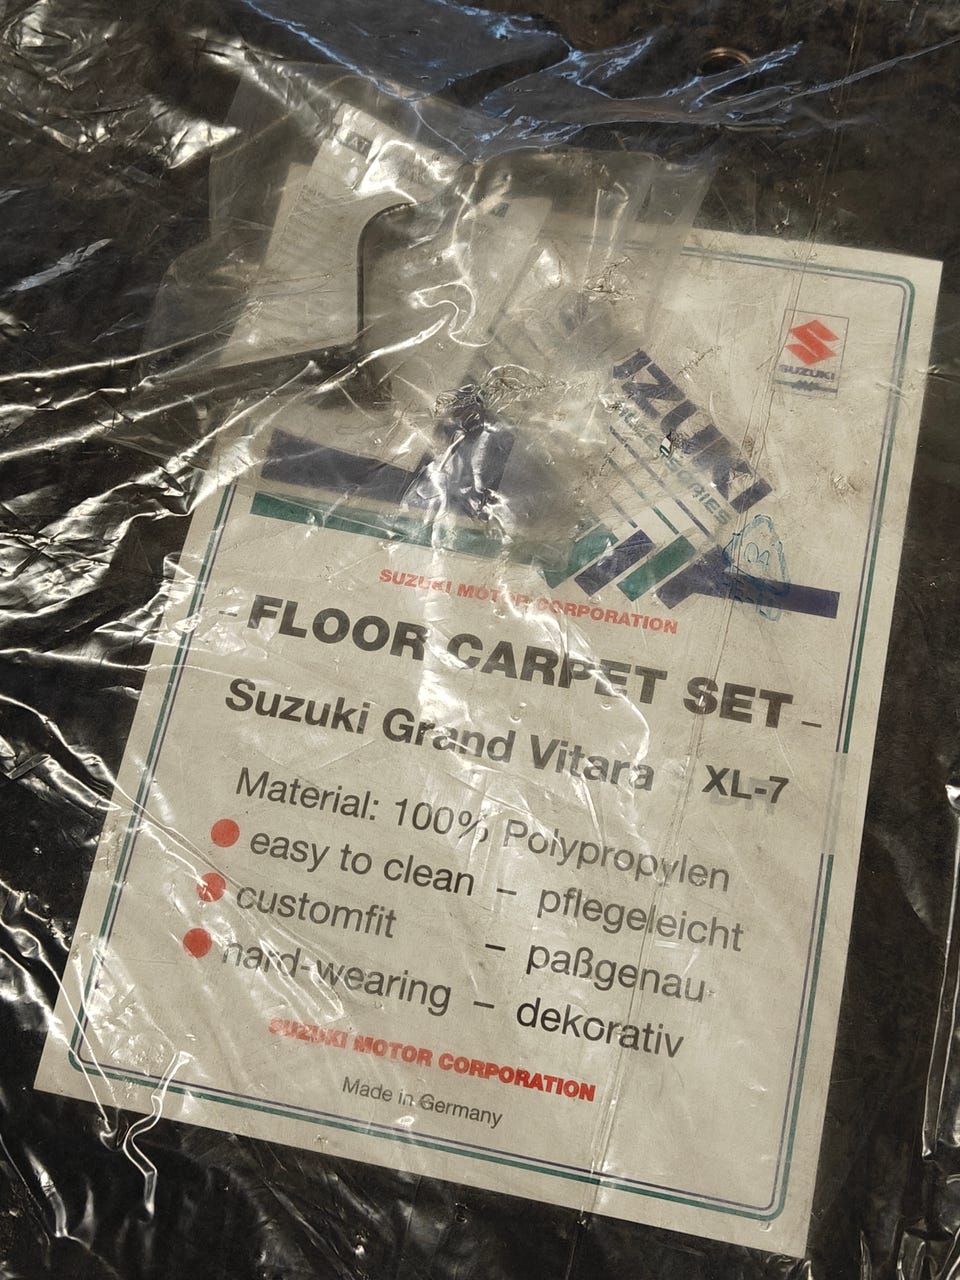 SUZUKI
SUZUKI MOTOR CORPORATION
- FLOOR CARPET SET -
Suzuki Grand Vitara XL-7
Material: 100% Polypropylen
easy to clean - pflegeleicht
customfit - paßgenau
hard-wearing - dekorativ
SUZUKI MOTOR CORPORATION
Made in Germany